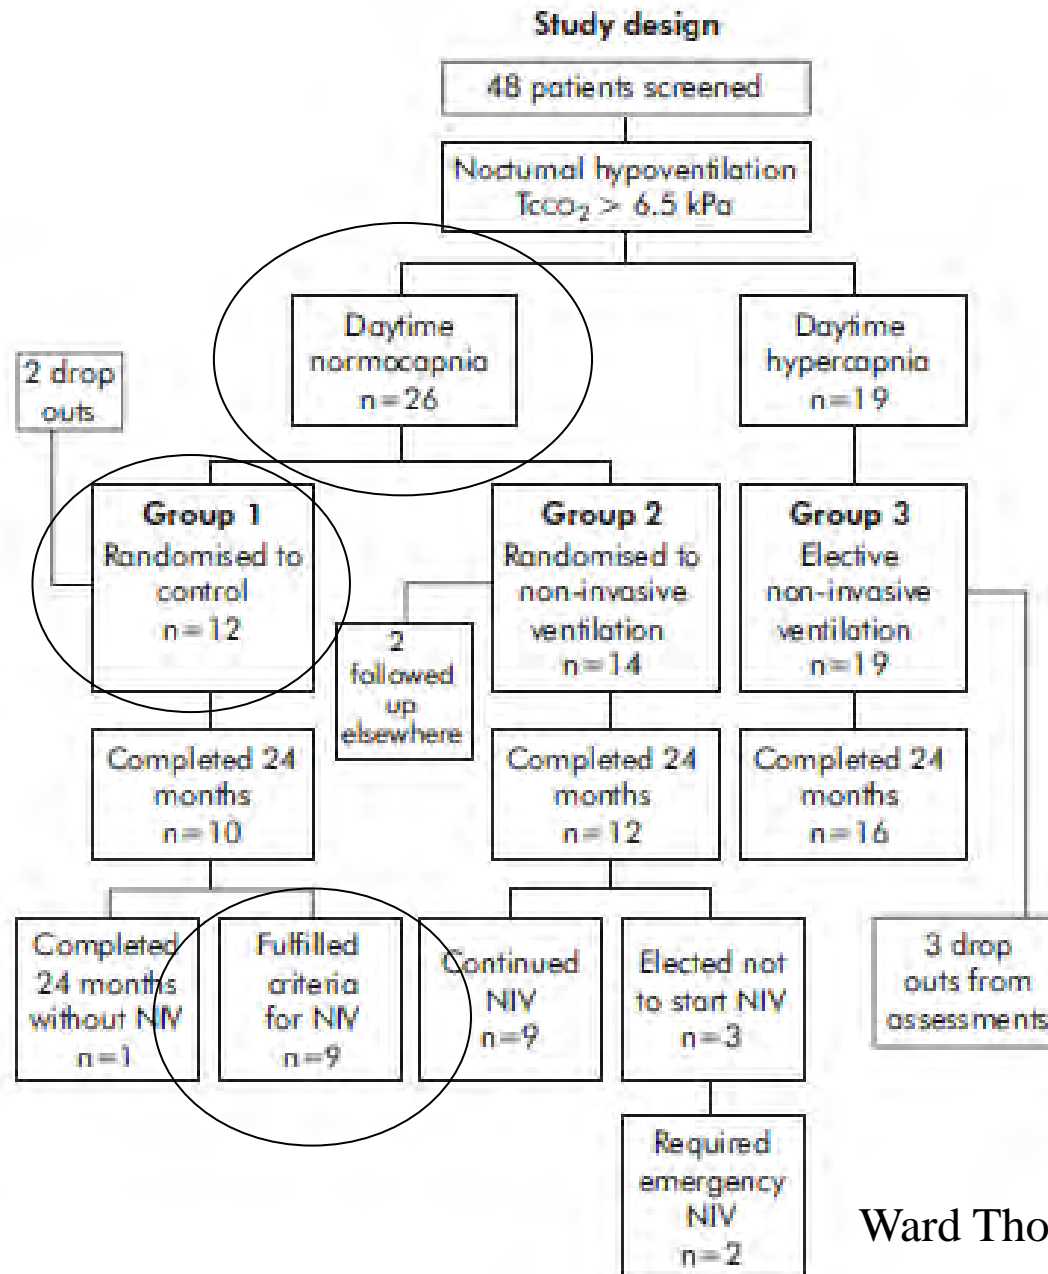 Study design
48 patients screened
Nocturnal hypoventilation
TcCO₂ > 6.5 kPa
Daytime
normocapnia
n=26
Daytime
hypercapnia
n=19
2 drop
outs
Group 1
Randomised to
control
n=12
2
followed
up
elsewhere
Group 2
Randomised to
non-invasive
ventilation
n=14
Group 3
Elective
non-invasive
ventilation
n=19
Completed 24
months
n=10
Completed 24
months
n=12
Completed 24
months
n=16
Completed
24 months
without NIV
n=1
Fulfilled
criteria
for NIV
n=9
Continued
NIV
n=9
Elected not
to start NIV
n=3
3 drop
outs from
assessments
Required
emergency
NIV
n=2
Ward Tho